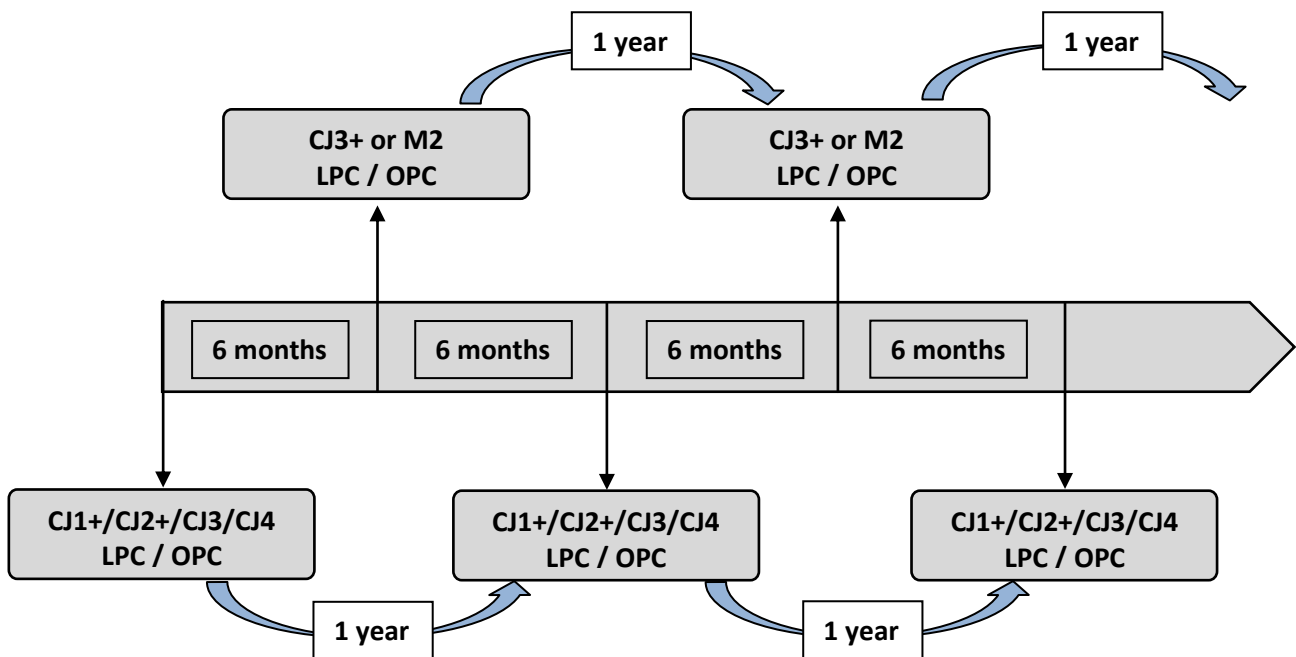 1 year
1 year
CJ3+ or M2
LPC / OPC
CJ3+ or M2
LPC / OPC
6 months
6 months
6 months
6 months
CJ1+/CJ2+/CJ3/CJ4
LPC / OPC
CJ1+/CJ2+/CJ3/CJ4
LPC / OPC
CJ1+/CJ2+/CJ3/CJ4
LPC / OPC
1 year
1 year